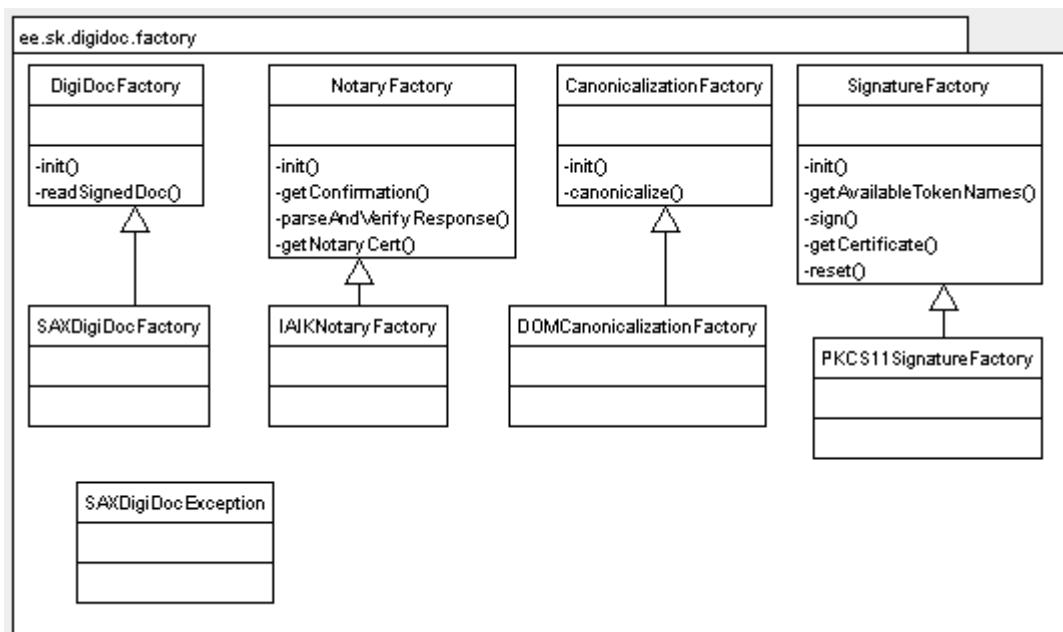 ee.sk.digidoc.factory
DigiDocFactory
-init()
-readSignedDoc()
NotaryFactory
-init()
-getConfirmation()
-parseAndVerifyResponse()
-getNotaryCert()
CanonicalizationFactory
-init()
-canonicalize()
SignatureFactory
-init()
-getAvailableTokenNames()
-sign()
-getCertificate()
-reset()
SAXDigiDocFactory
IAIKNotaryFactory
DOMCanonicalizationFactory
PKCS11SignatureFactory
SAXDigiDocException